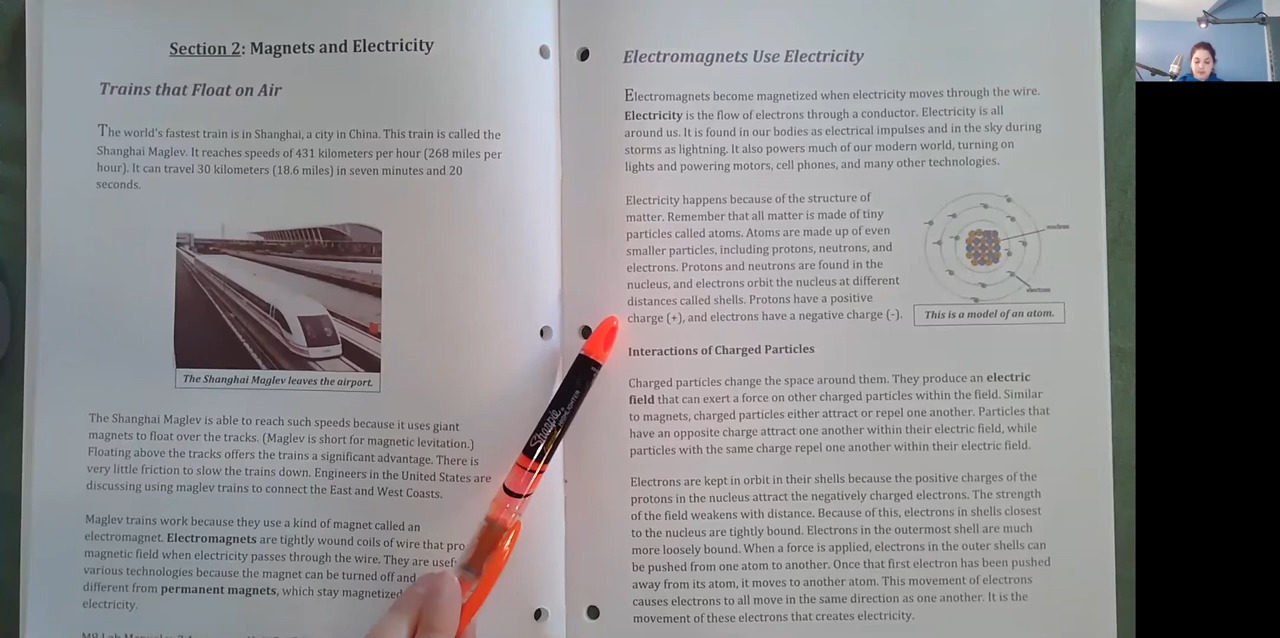 Section 2: Magnets and Electricity
Trains that Float on Air
The world's fastest train is in Shanghai, a city in China. This train is called the
Shanghai Maglev. It reaches speeds of 431 kilometers per hour (268 miles per
hour). It can travel 30 kilometers (18.6 miles) in seven minutes and 20
seconds.
The Shanghai Maglev leaves the airport.
The Shanghai Maglev is able to reach such speeds because it uses giant
magnets to float over the tracks. (Maglev is short for magnetic levitation.)
Floating above the tracks offers the trains a significant advantage. There is
very little friction to slow the trains down. Engineers in the United States are
discussing using maglev trains to connect the East and West Coasts.
Maglev trains work because they use a kind of magnet called an
electromagnet. Electromagnets are tightly wound coils of wire that pro
magnetic field when electricity passes through the wire. They are usef
various technologies because the magnet can be turned off and
different from permanent magnets, which stay magnetized
electricity.
Electromagnets Use Electricity
Electromagnets become magnetized when electricity moves through the wire.
Electricity is the flow of electrons through a conductor. Electricity is all
around us. It is found in our bodies as electrical impulses and in the sky during
storms as lightning. It also powers much of our modern world, turning on
lights and powering motors, cell phones, and many other technologies.
Electricity happens because of the structure of
matter. Remember that all matter is made of tiny
particles called atoms. Atoms are made up of even
smaller particles, including protons, neutrons, and
electrons. Protons and neutrons are found in the
nucleus, and electrons orbit the nucleus at different
distances called shells. Protons have a positive
charge (+), and electrons have a negative charge (-).
nucleus
electrons
This is a model of an atom.
Interactions of Charged Particles
Charged particles change the space around them. They produce an electric
field that can exert a force on other charged particles within the field. Similar
to magnets, charged particles either attract or repel one another. Particles that
have an opposite charge attract one another within their electric field, while
particles with the same charge repel one another within their electric field.
Electrons are kept in orbit in their shells because the positive charges of the
protons in the nucleus attract the negatively charged electrons. The strength
of the field weakens with distance. Because of this, electrons in shells closest
to the nucleus are tightly bound. Electrons in the outermost shell are much
more loosely bound. When a force is applied, electrons in the outer shells can
be pushed from one atom to another. Once that first electron has been pushed
away from its atom, it moves to another atom. This movement of electrons
causes electrons to all move in the same direction as one another. It is the
movement of these electrons that creates electricity.
Sharpie
HIGHLIGHTER